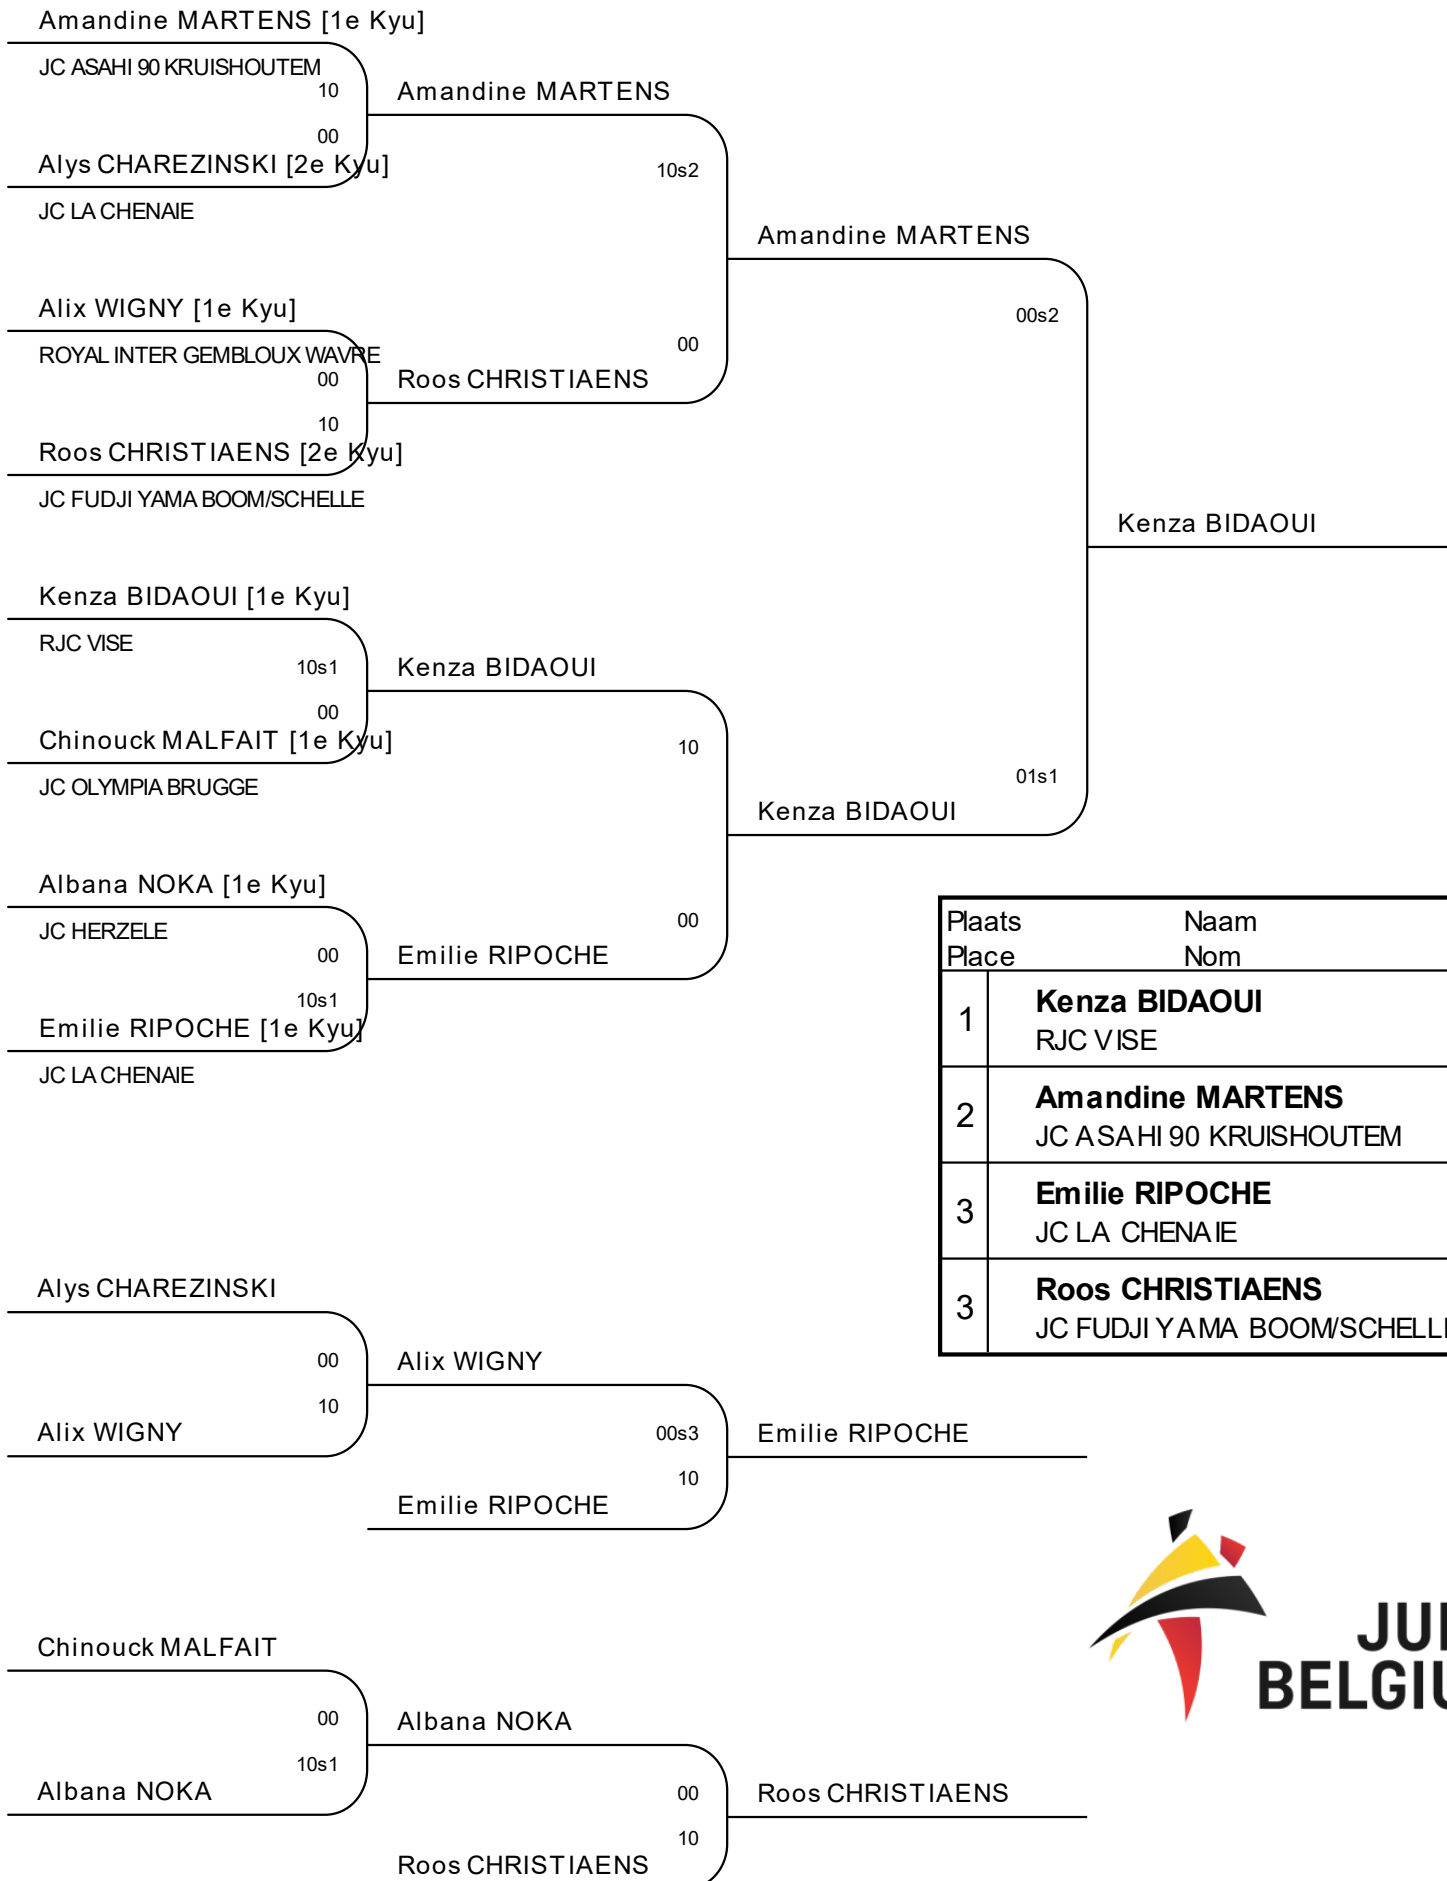 Amandine MARTENS [1e Kyu]
JC ASAHI 90 KRUISHOUTEM
10
Amandine MARTENS
00
Alys CHAREZINSKI [2e Kyu]
10s2
JC LA CHENAIE
Amandine MARTENS
Alix WIGNY [1e Kyu]
00s2
ROYAL INTER GEMBLOUX WAVRE
00
00
Roos CHRISTIAENS
10
Roos CHRISTIAENS [2e Kyu]
JC FUDJI YAMA BOOM/SCHELLE
Kenza BIDAOUI
Kenza BIDAOUI [1e Kyu]
RJC VISE
10s1
Kenza BIDAOUI
00
Chinouck MALFAIT [1e Kyu]
10
JC OLYMPIA BRUGGE
01s1
Kenza BIDAOUI
Albana NOKA [1e Kyu]
JC HERZELE
00
00
Emilie RIPOCHE
10s1
Emilie RIPOCHE [1e Kyu]
JC LA CHENAIE
Plaats Naam
Place Nom
1 Kenza BIDAOUI
RJC VISE
2 Amandine MARTENS
JC ASAHI 90 KRUISHOUTEM
3 Emilie RIPOCHE
JC LA CHENAIE
3 Roos CHRISTIAENS
JC FUDJI YAMA BOOM/SCHELLE
Alys CHAREZINSKI
00
Alix WIGNY
10
Alix WIGNY
00s3
Emilie RIPOCHE
10
Emilie RIPOCHE
JU
BELGIU
Chinouck MALFAIT
00
Albana NOKA
10s1
Albana NOKA
00
Roos CHRISTIAENS
10
Roos CHRISTIAENS